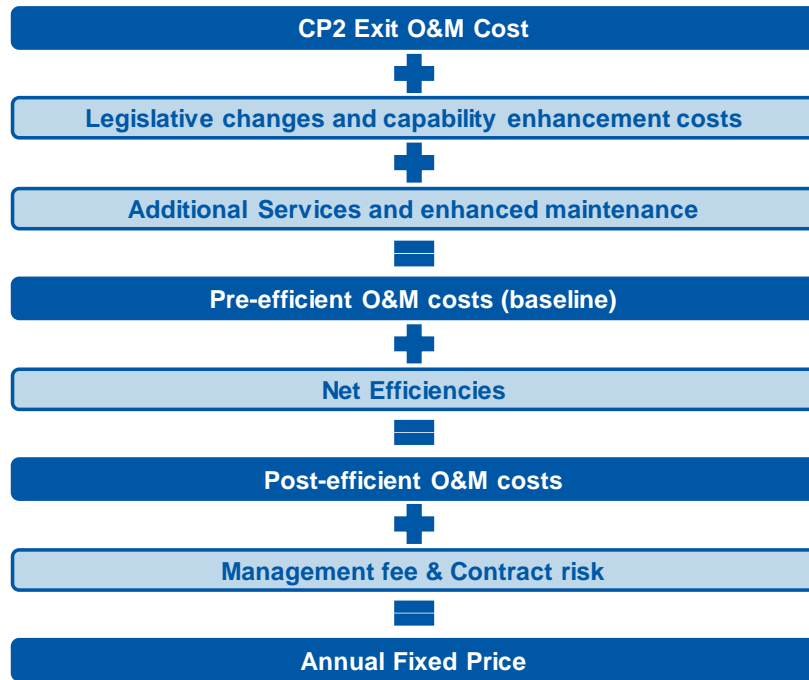 CP2 Exit O&M Cost
Legislative changes and capability enhancement costs
Additional Services and enhanced maintenance
Pre-efficient O&M costs (baseline)
Net Efficiencies
Post-efficient O&M costs
Management fee & Contract risk
Annual Fixed Price